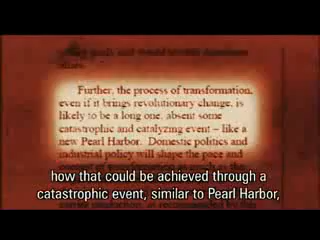 Further, the process of transformation,
even if it brings revolutionary change, is
likely to be a long one, absent some
catastrophic and catalyzing event – like a
new Pearl Harbor. Domestic politics and
industrial policy will shape the pace and
how that could be achieved through a
catastrophic event, similar to Pearl Harbor,